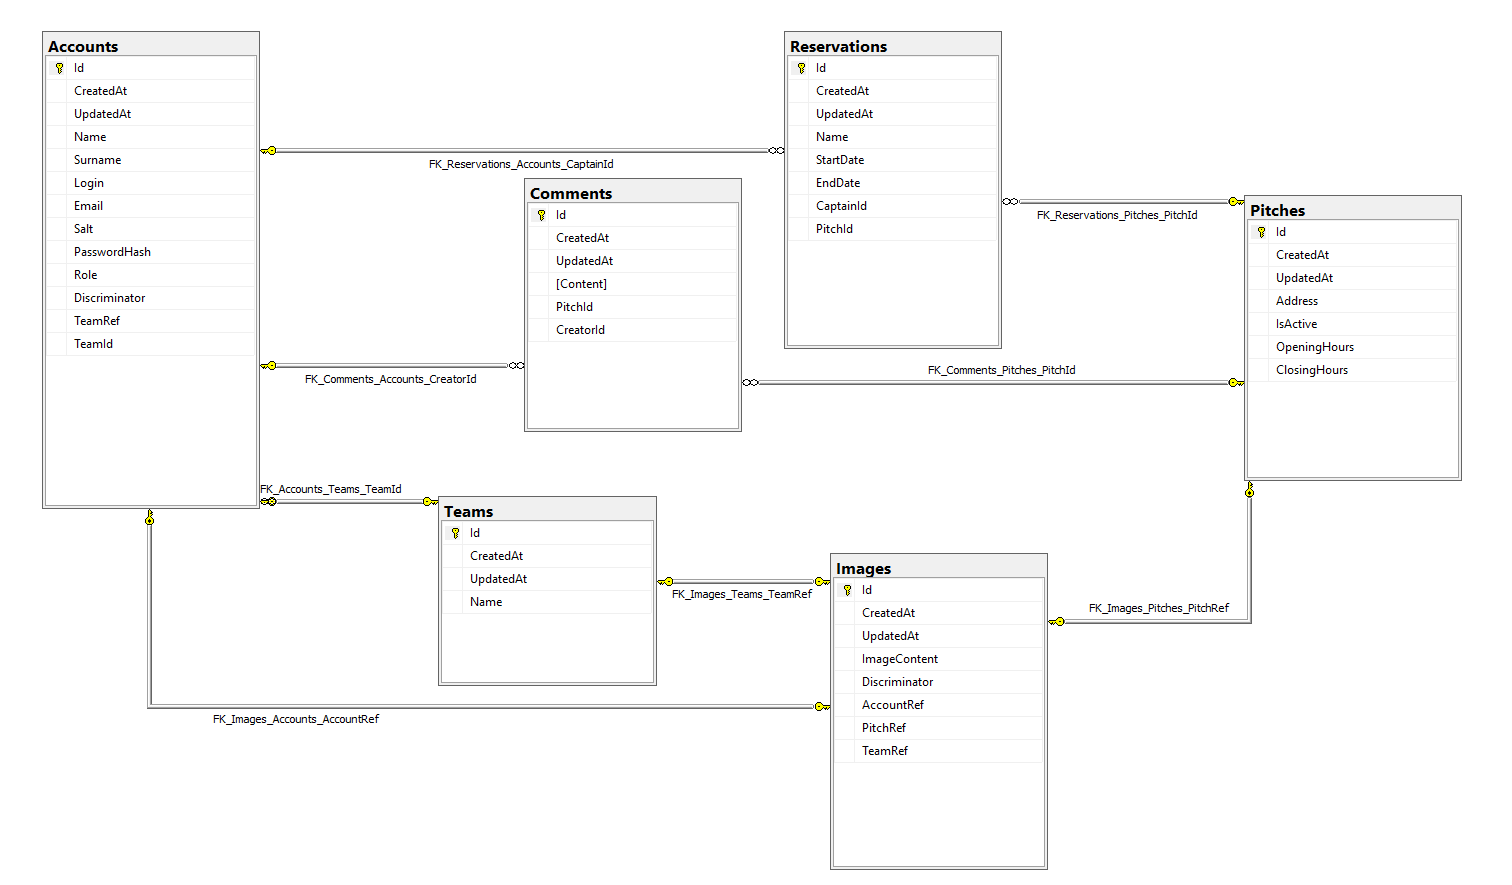 Accounts
Id
CreatedAt
UpdatedAt
Name
Surname
Login
Email
Salt
PasswordHash
Role
Discriminator
TeamRef
TeamId
Reservations
Id
CreatedAt
UpdatedAt
Name
StartDate
EndDate
CaptainId
PitchId
FK_Reservations_Accounts_CaptainId
Comments
Id
CreatedAt
UpdatedAt
[Content]
PitchId
CreatorId
FK_Reservations_Pitches_PitchId
Pitches
Id
CreatedAt
UpdatedAt
Address
IsActive
OpeningHours
ClosingHours
FK_Comments_Accounts_CreatorId
FK_Comments_Pitches_PitchId
FK_Accounts_Teams_TeamId
Teams
Id
CreatedAt
UpdatedAt
Name
FK_Images_Teams_TeamRef
Images
Id
CreatedAt
UpdatedAt
ImageContent
Discriminator
AccountRef
PitchRef
TeamRef
FK_Images_Pitches_PitchRef
FK_Images_Accounts_AccountRef